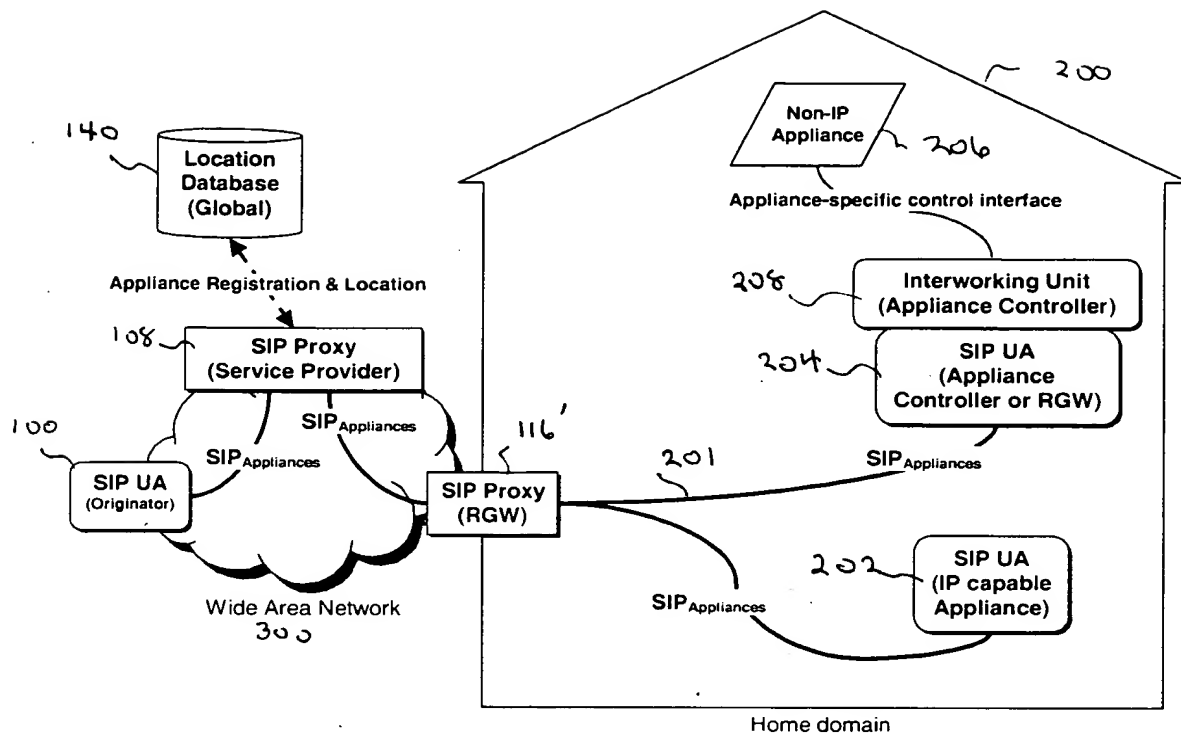 200
140
Location
Database
(Global)
Non-IP
Appliance
206
Appliance-specific control interface
Appliance Registration & Location
208
Interworking Unit
(Appliance Controller)
108
SIP Proxy
(Service Provider)
204
SIP UA
(Appliance
Controller or RGW)
100
SIP UA
(Originator)
SIPAppliances
SIPAppliances
116'
SIP Proxy
(RGW)
201
SIPAppliances
202
SIP UA
(IP capable
Appliance)
SIPAppliances
Wide Area Network
300
Home domain